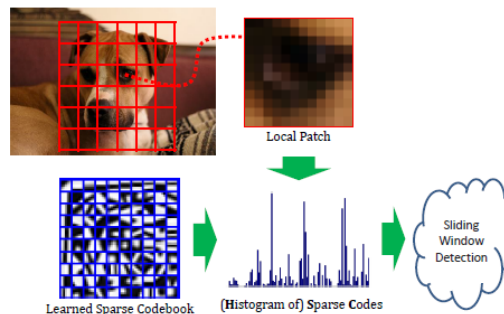 Local Patch
Sliding
Window
Detection
Learned Sparse Codebook
(Histogram of) Sparse Codes